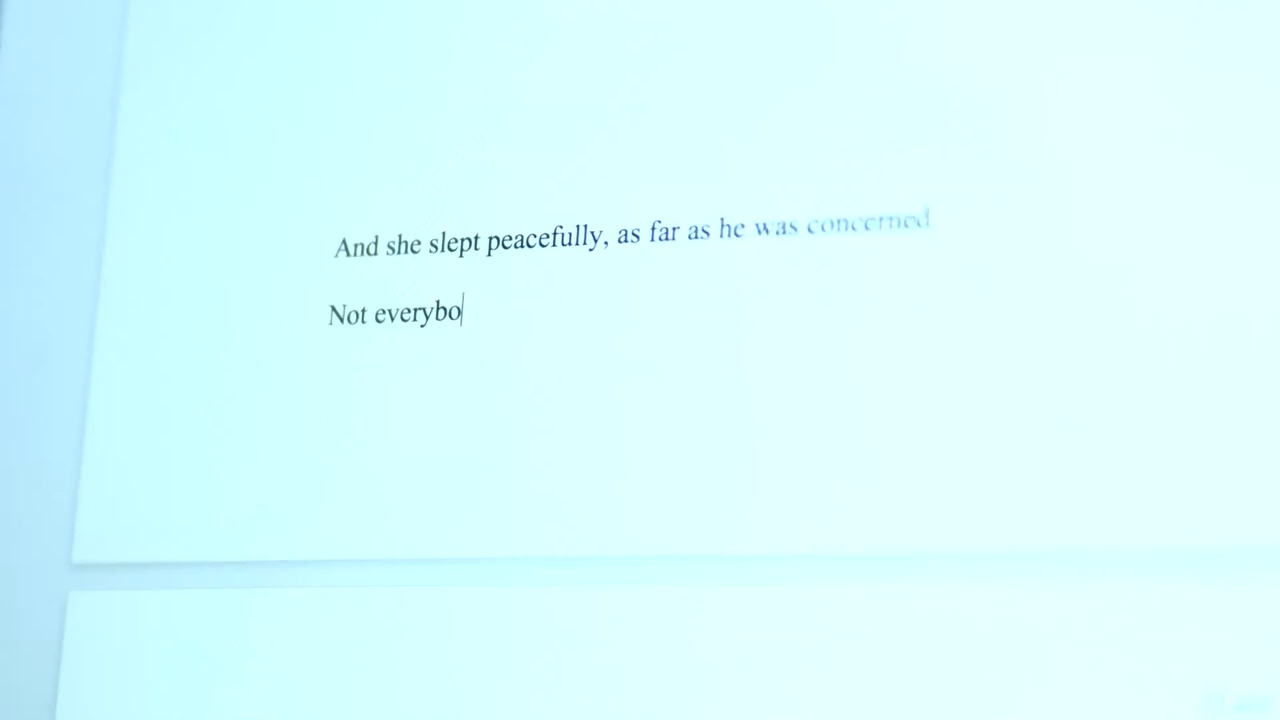 And she slept peacefully, as far as he was concerned
Not everybo